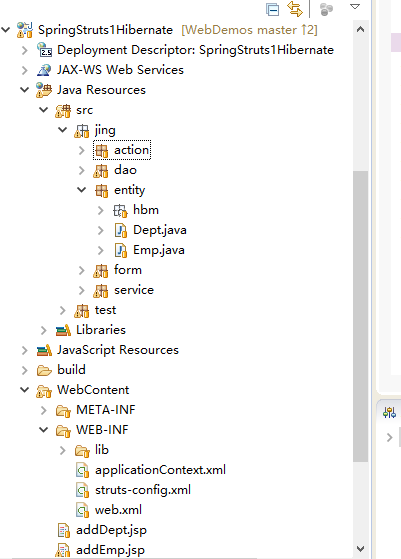 SpringStruts1Hibernate [WebDemos master ↑2]
Deployment Descriptor: SpringStruts1Hibernate
JAX-WS Web Services
Java Resources
src
jing
action
dao
entity
hbm
Dept.java
Emp.java
form
service
test
Libraries
JavaScript Resources
build
WebContent
META-INF
WEB-INF
lib
applicationContext.xml
struts-config.xml
web.xml
addDept.jsp
addEmp.jsp